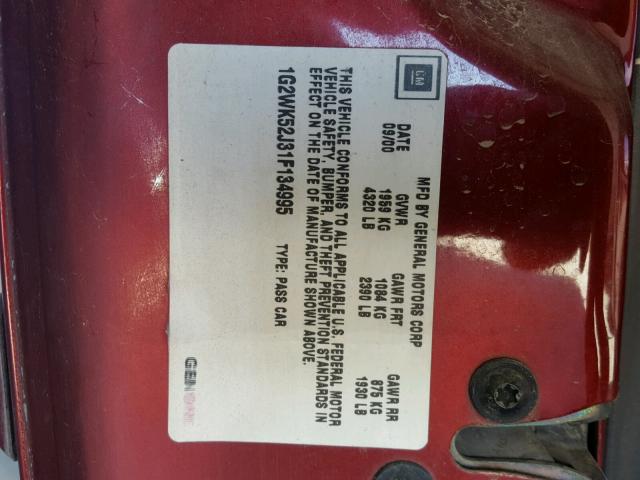 GM
MFD BY GENERAL MOTORS CORP
DATE GVWR GAWR FRT GAWR RR
09/00 1959 KG 1084 KG 875 KG
4320 LB 2390 LB 1930 LB
THIS VEHICLE CONFORMS TO ALL APPLICABLE U.S. FEDERAL MOTOR
VEHICLE SAFETY, BUMPER, AND THEFT PREVENTION STANDARDS IN
EFFECT ON THE DATE OF MANUFACTURE SHOWN ABOVE.
1G2WK52J31F134995 TYPE: PASS CAR